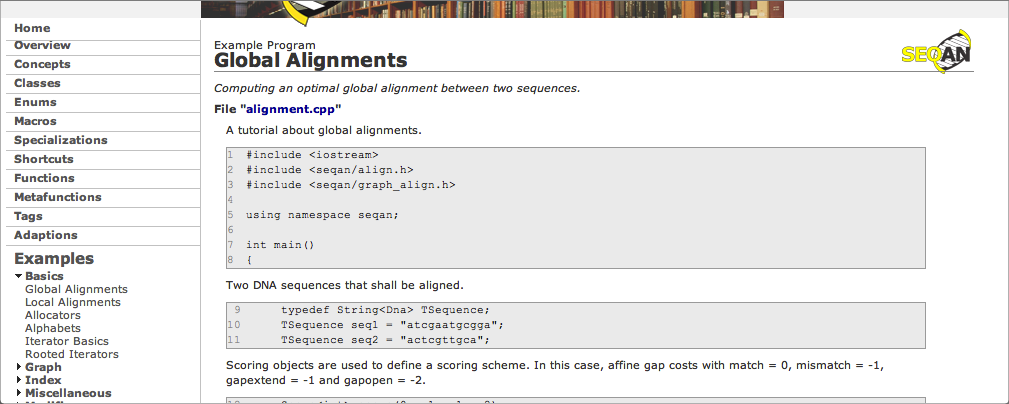 Home
Overview
Concepts
Classes
Enums
Macros
Specializations
Shortcuts
Functions
Metafunctions
Tags
Adaptions
Examples
Basics
Global Alignments
Local Alignments
Allocators
Alphabets
Iterator Basics
Rooted Iterators
Graph
Index
Miscellaneous
Example Program
Global Alignments
SEQAN
Computing an optimal global alignment between two sequences.
File "alignment.cpp"
A tutorial about global alignments.
1 #include <iostream>
2 #include <seqan/align.h>
3 #include <seqan/graph_align.h>
4
5 using namespace seqan;
6
7 int main()
8 {
Two DNA sequences that shall be aligned.
9 typedef String<Dna> TSequence;
10 TSequence seq1 = "atcgaatgcgga";
11 TSequence seq2 = "actcgttgca";
Scoring objects are used to define a scoring scheme. In this case, affine gap costs with match = 0, mismatch = -1,
gapextend = -1 and gapopen = -2.